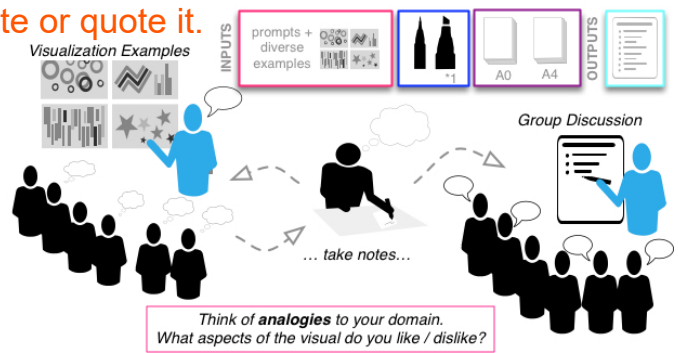 te or quote it.
Visualization Examples
INPUTS
prompts +
diverse
examples
*1
A0
A4
OUTPUTS
Group Discussion
… take notes…
Think of analogies to your domain.
What aspects of the visual do you like / dislike?